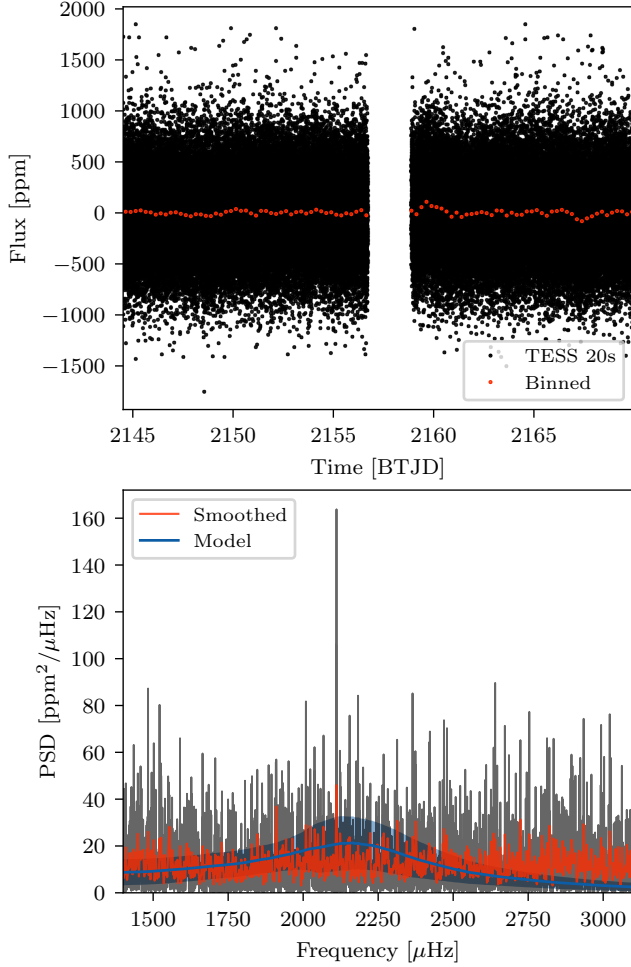 2000
1500
1000
500
0
−500
−1000
−1500
Flux [ppm]
TESS 20s
Binned
2145 2150 2155 2160 2165
Time [BTJD]
Smoothed
Model
160
140
120
100
80
60
40
20
0
PSD [ppm²/μHz]
1500 1750 2000 2250 2500 2750 3000
Frequency [μHz]